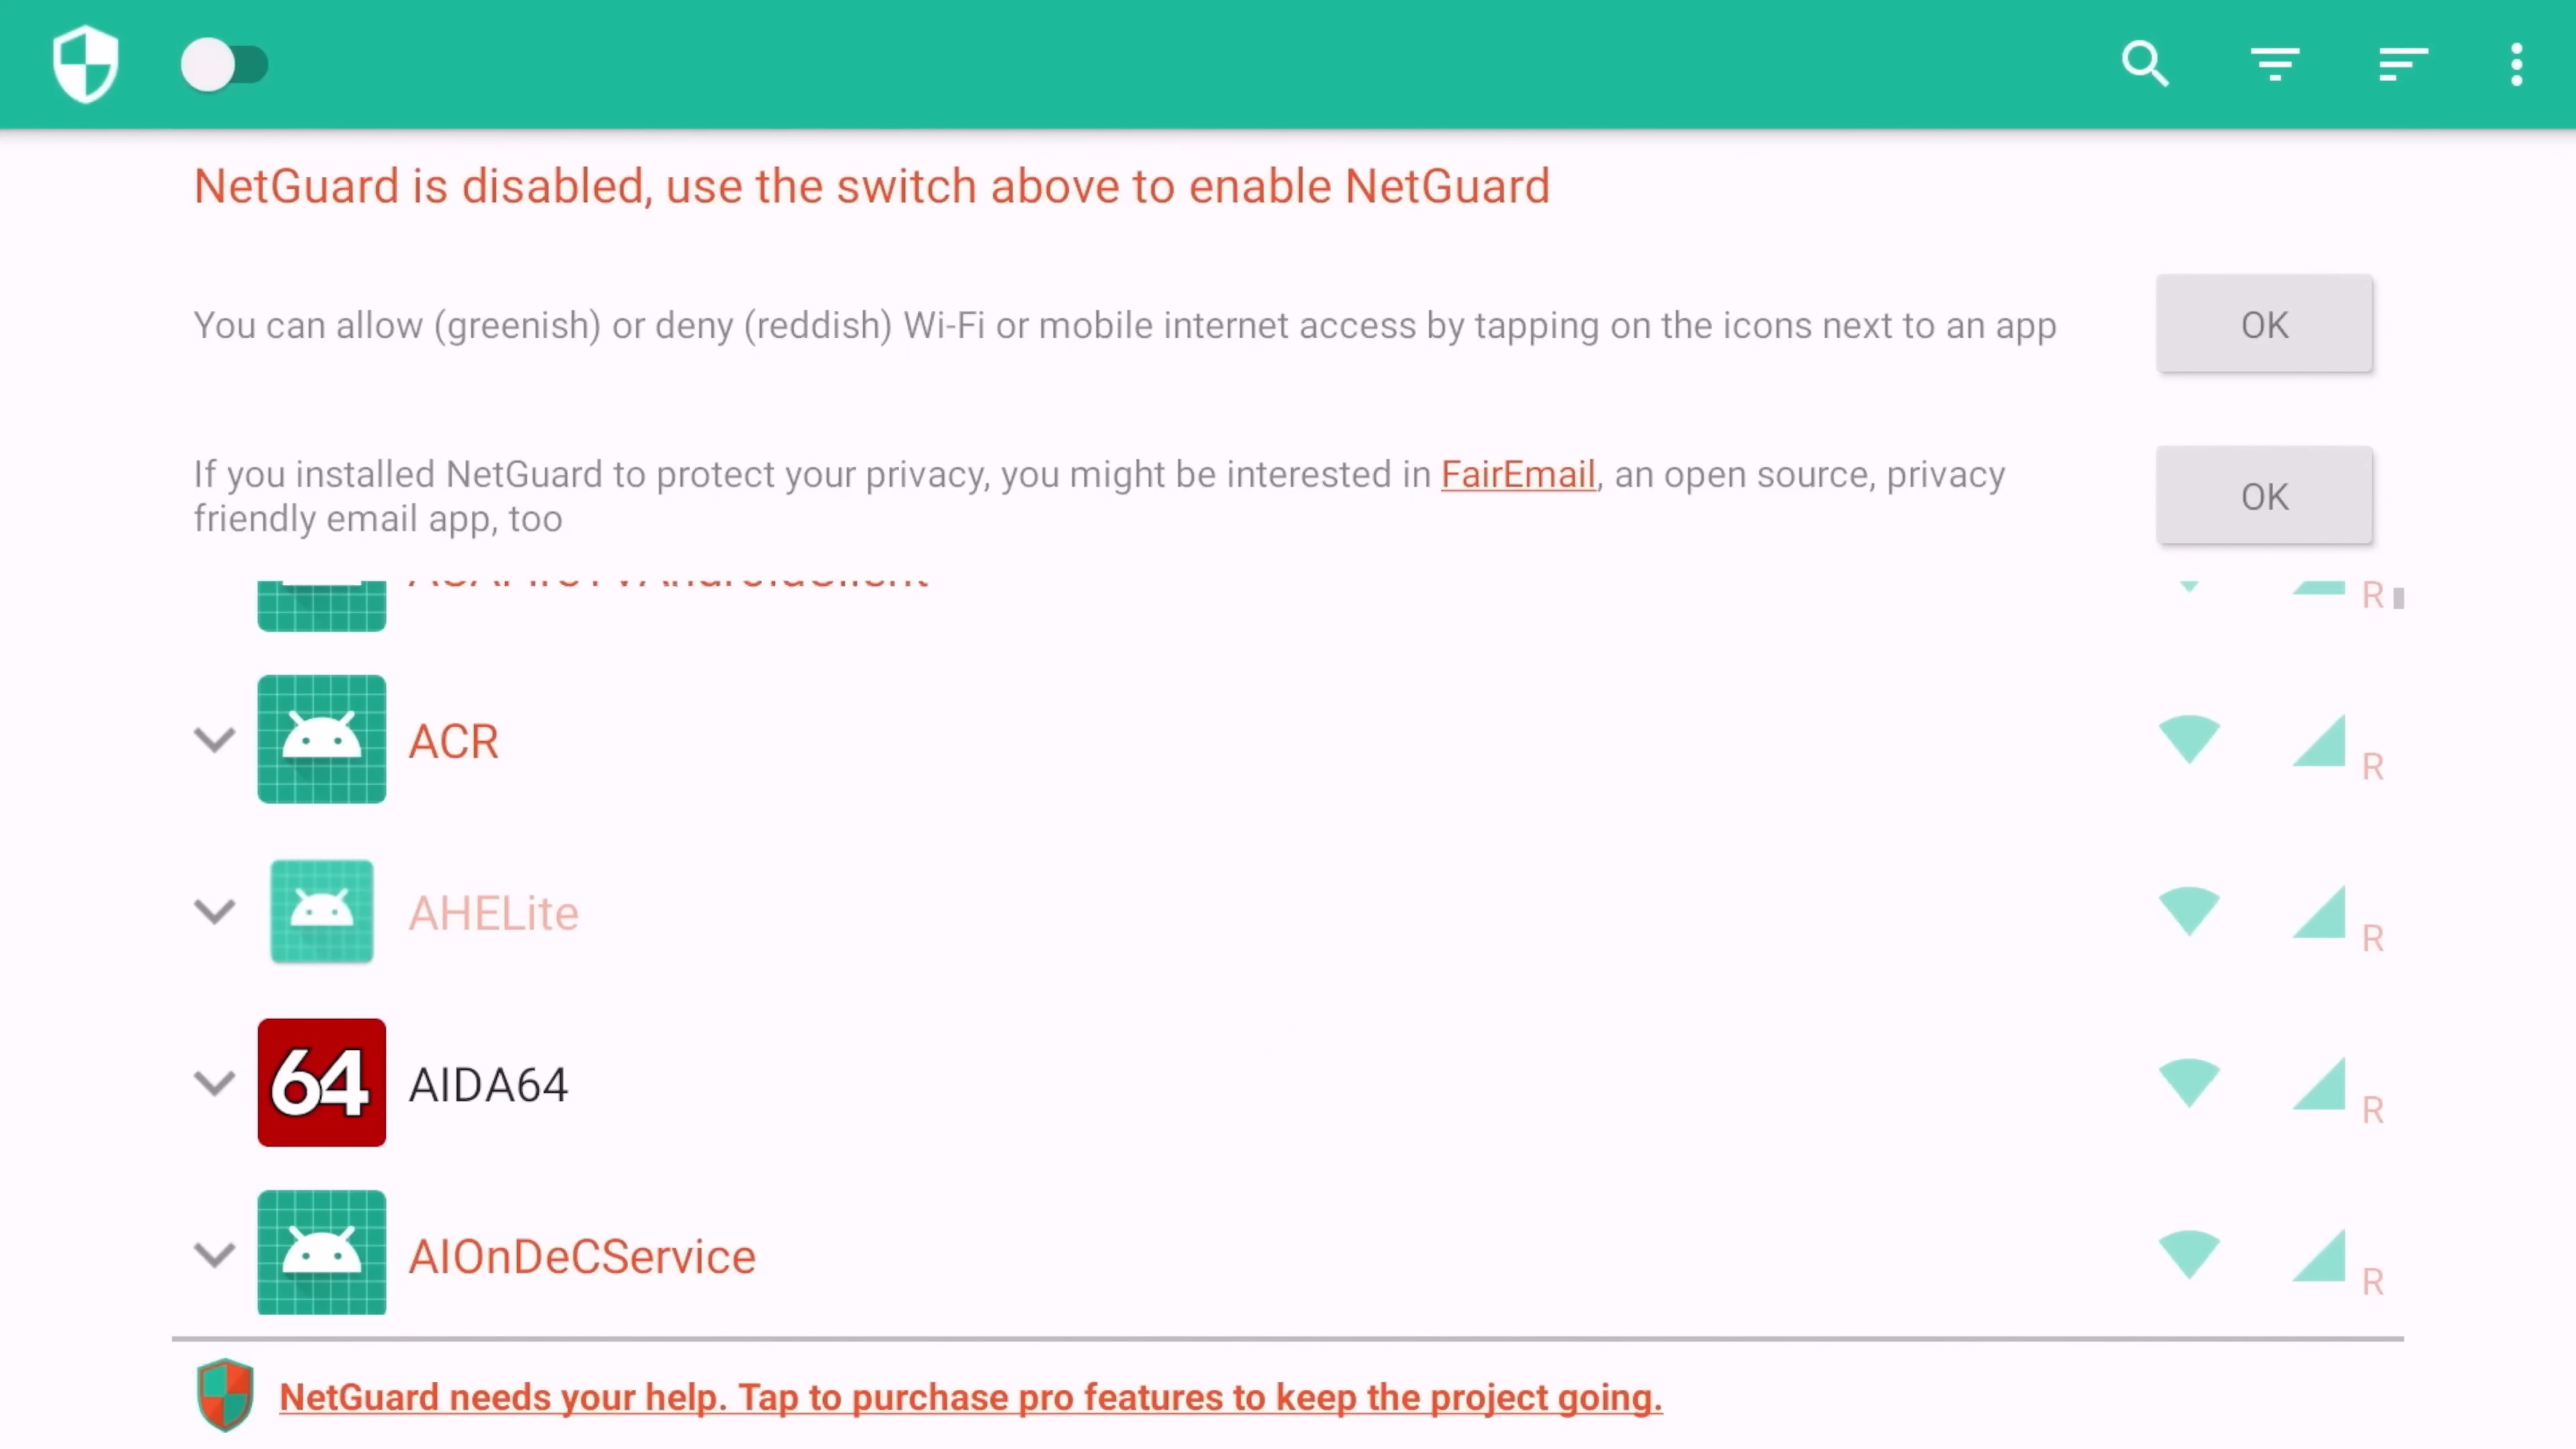 NetGuard is disabled, use the switch above to enable NetGuard
You can allow (greenish) or deny (reddish) Wi-Fi or mobile internet access by tapping on the icons next to an app
OK
If you installed NetGuard to protect your privacy, you might be interested in FairEmail, an open source, privacy
friendly email app, too
OK
R
ACR
R
AHELite
R
64
AIDA64
R
AIOnDeCService
R
NetGuard needs your help. Tap to purchase pro features to keep the project going.